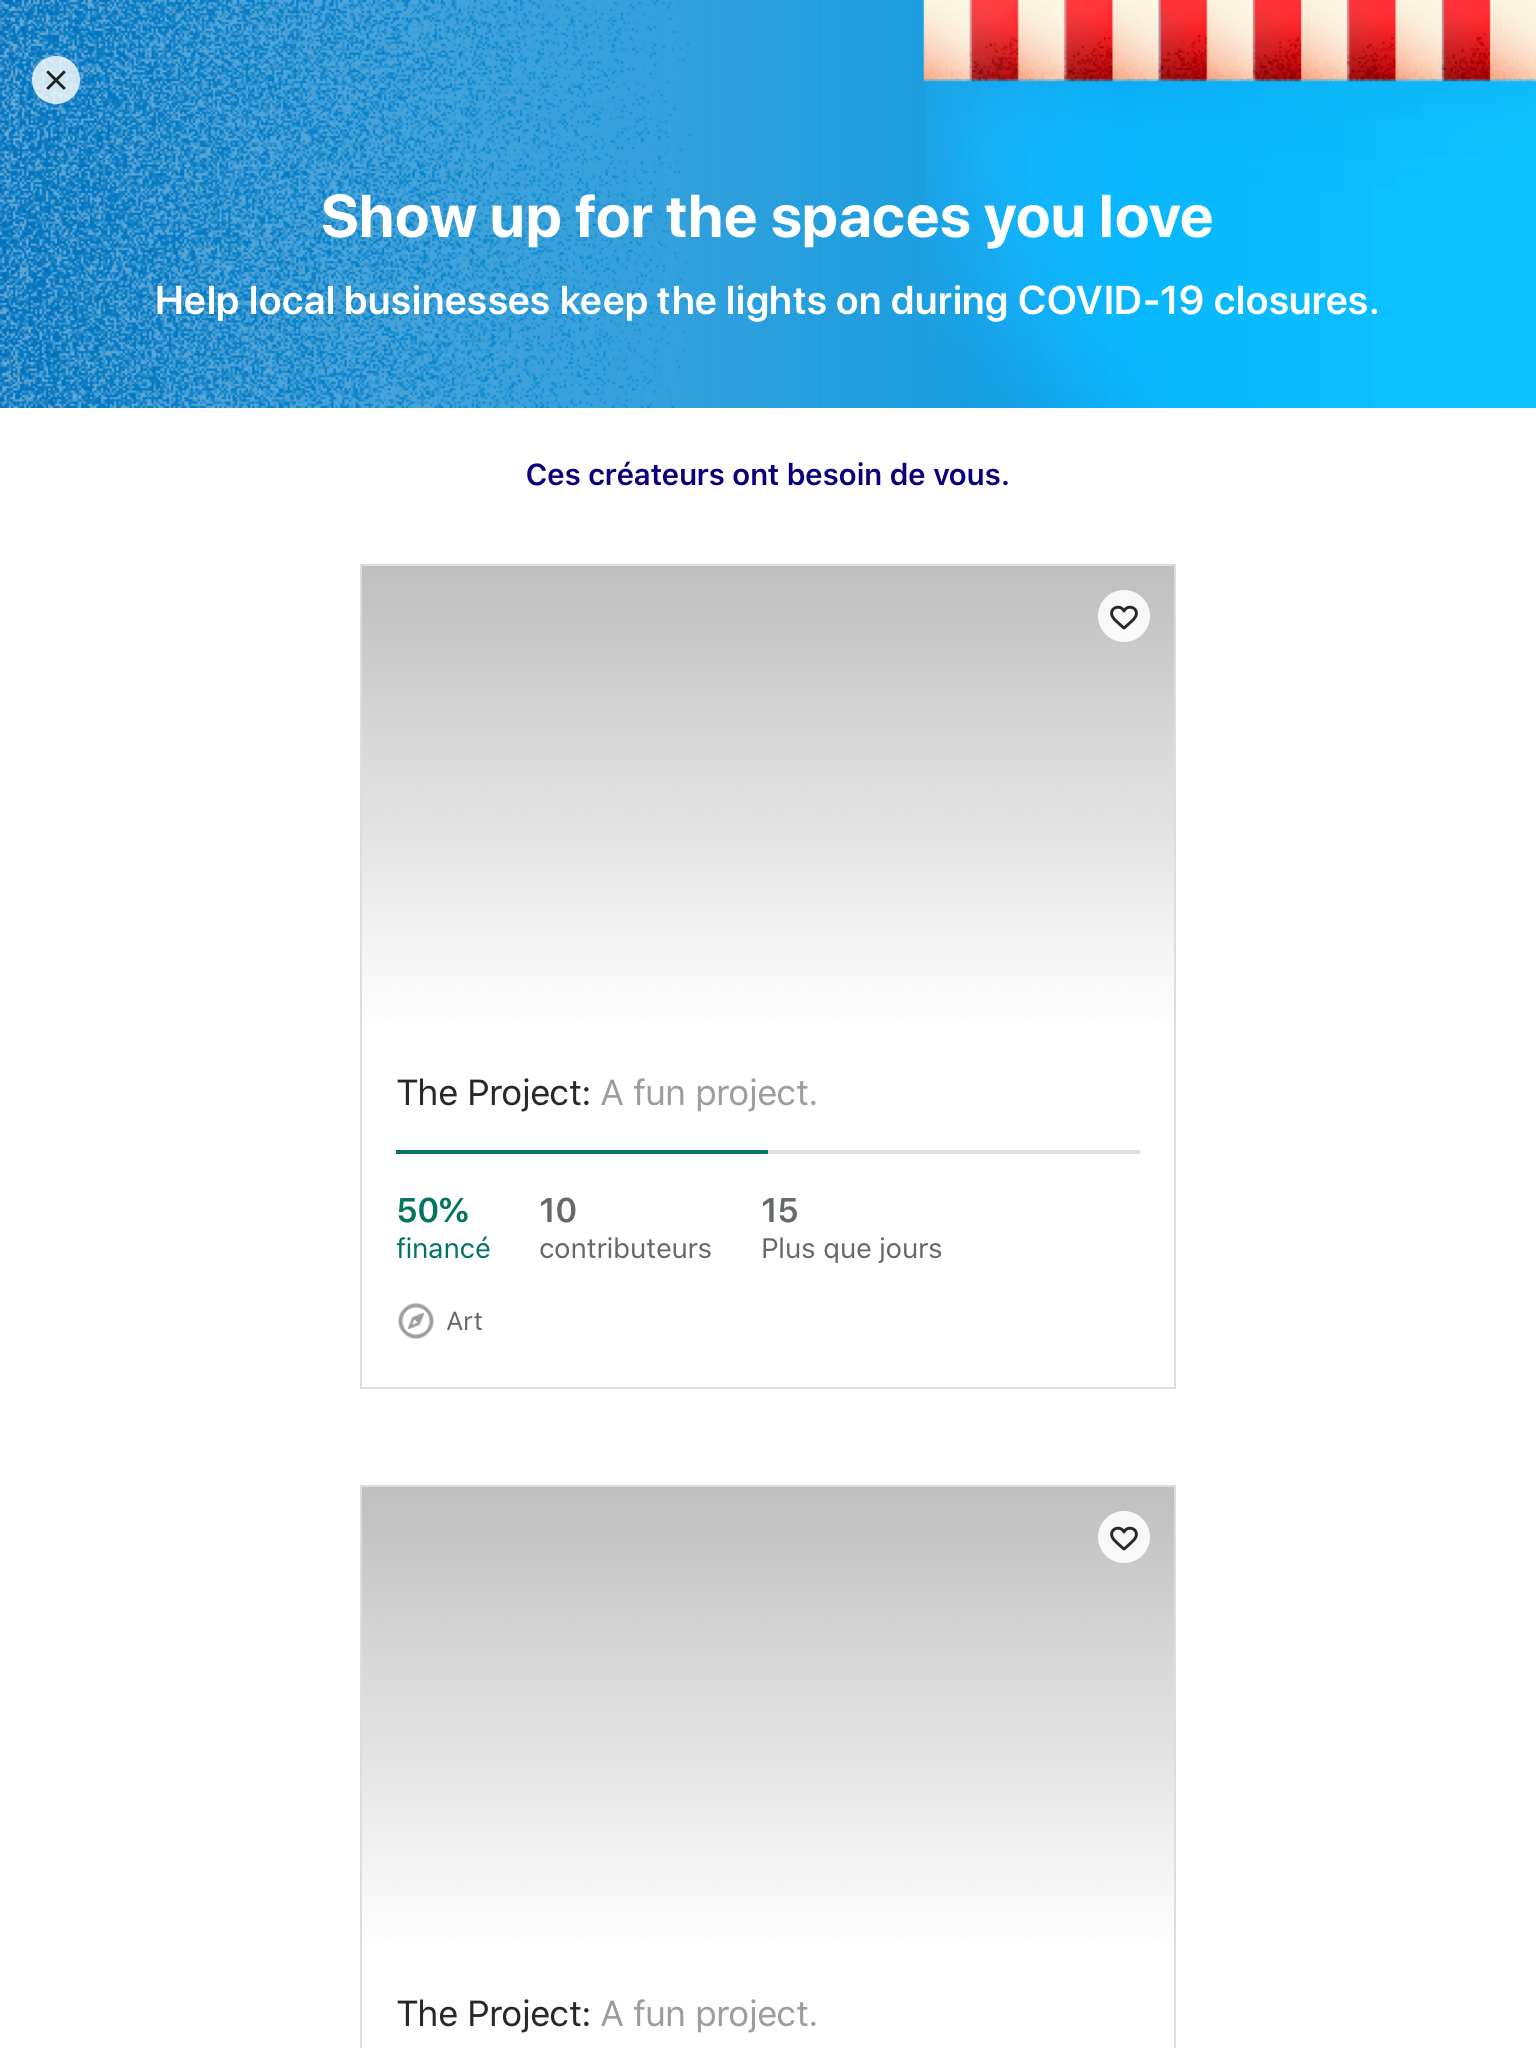 Show up for the spaces you love
Help local businesses keep the lights on during COVID-19 closures.
Ces créateurs ont besoin de vous.
The Project: A fun project.
50% 10 15
financé contributeurs Plus que jours
Art
The Project: A fun project.